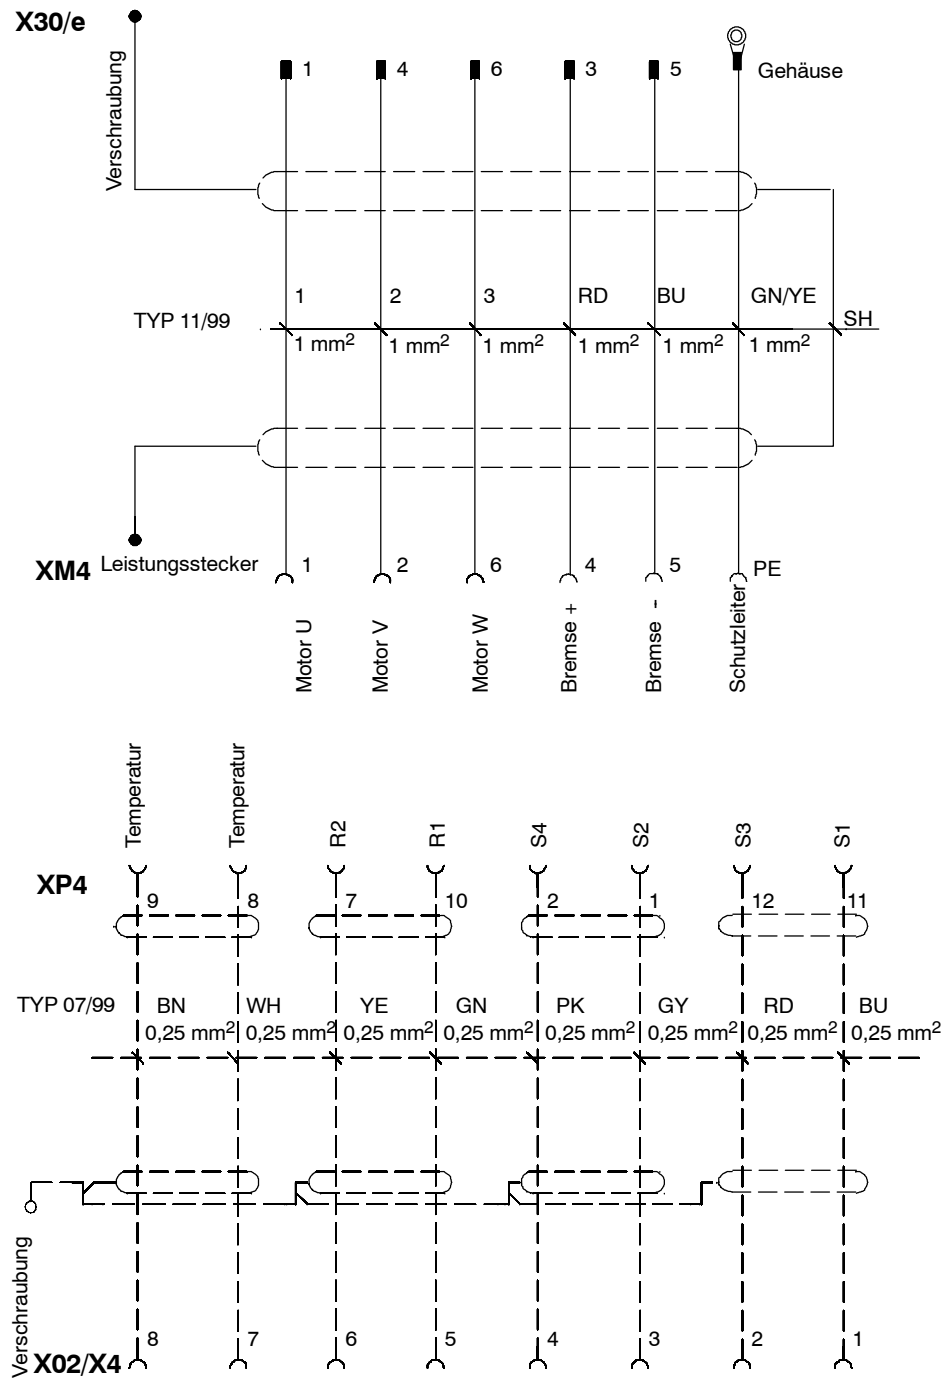 X30/e
Verschraubung
1 4 6 3 5 Gehäuse
1 2 3 RD BU GN/YE
TYP 11/99 SH
1 mm² 1 mm² 1 mm² 1 mm² 1 mm² 1 mm²
XM4 Leistungsstecker 1 2 6 4 5 PE
Motor U
Motor V
Motor W
Bremse +
Bremse -
Schutzleiter
Temperatur
Temperatur
R2
R1
S4
S2
S3
S1
XP4
9 8 7 10 2 1 12 11
TYP 07/99 BN WH YE GN PK GY RD BU
0,25 mm² 0,25 mm² 0,25 mm² 0,25 mm² 0,25 mm² 0,25 mm² 0,25 mm² 0,25 mm²
Verschraubung
8 7 6 5 4 3 2 1
X02/X4